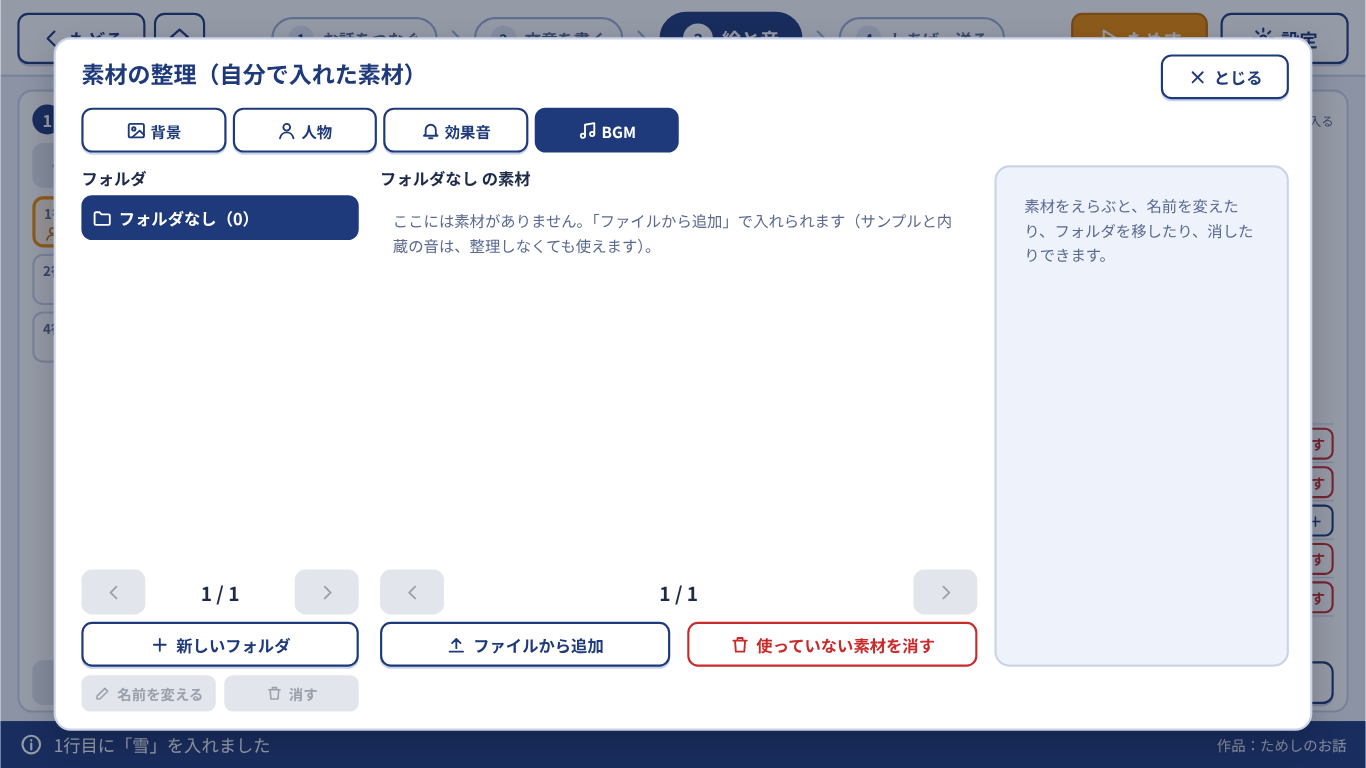 素材の整理（自分で入れた素材）
とじる
背景
人物
効果音
BGM
フォルダ
フォルダなし（0）
フォルダなし の素材
ここには素材がありません。「ファイルから追加」で入れられます（サンプルと内
蔵の音は、整理しなくても使えます）。
素材をえらぶと、名前を変えた
り、フォルダを移したり、消した
りできます。
1 / 1
1 / 1
新しいフォルダ
ファイルから追加
使っていない素材を消す
名前を変える
消す
設定
1行目に「雪」を入れました
作品：ためしのお話